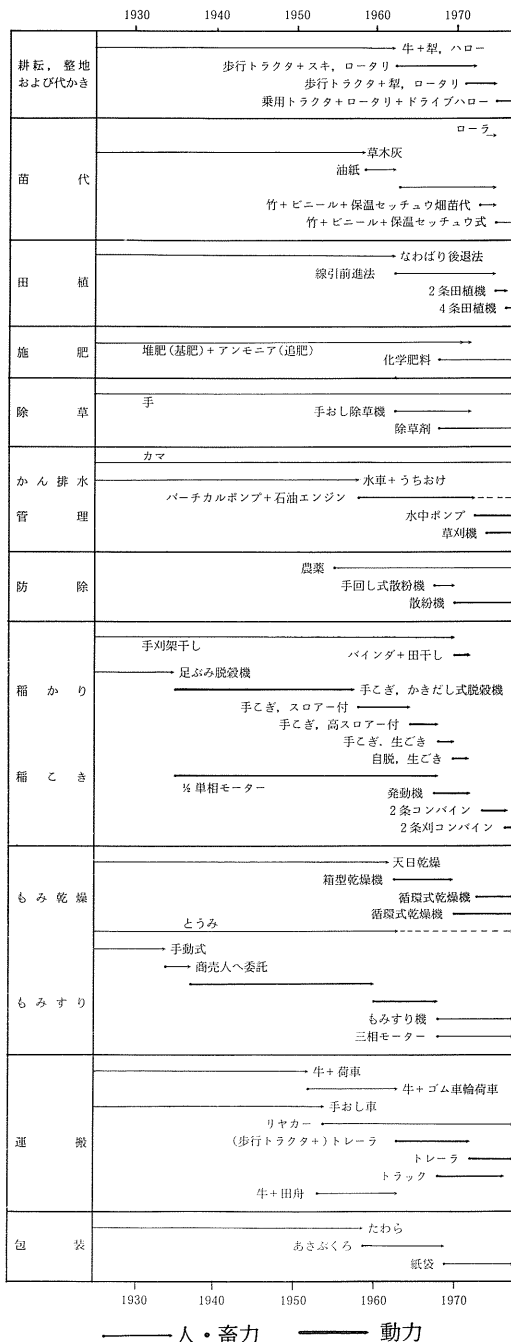 1930 1940 1950 1960 1970
耕耘，整地
および代かき
牛＋犂，ハロー
歩行トラクタ＋スキ，ロータリ
歩行トラクタ＋犂，ロータリ
乗用トラクタ＋ロータリ＋ドライブハロー
苗代
ローラ
草木灰
油紙
竹＋ビニール＋保温セッチュウ畑苗代
竹＋ビニール＋保温セッチュウ式
田植
なわばり後退法
線引前進法
2条田植機
4条田植機
施肥
堆肥（基肥）＋アンモニア（追肥）
化学肥料
除草
手
手おし除草機
除草剤
かん排水
管理
カマ
水車＋うちおけ
バーチカルポンプ＋石油エンジン
水中ポンプ
草刈機
防除
農薬
手回し式散粉機
散紛機
稲かり
手刈架干し
バインダ＋田干し
足ぶみ脱穀機
手こぎ，かきだし式脱穀機
手こぎ，スロアー付
手こぎ，高スロアー付
手こぎ，生ごき
自脱，生ごき
稲こき
½単相モーター
発動機
2条コンバイン
2条刈コンバイン
もみ乾燥
天日乾燥
箱型乾燥機
循環式乾燥機
循環式乾燥機
とうみ
もみすり
手動式
商売人へ委託
もみすり機
三相モーター
運搬
牛＋荷車
牛＋ゴム車輪荷車
手おし車
リヤカー
（歩行トラクタ＋）トレーラ
トレーラ
トラック
牛＋田舟
包装
たわら
あさぶくろ
紙袋
1930 1940 1950 1960 1970
人・畜力 動力